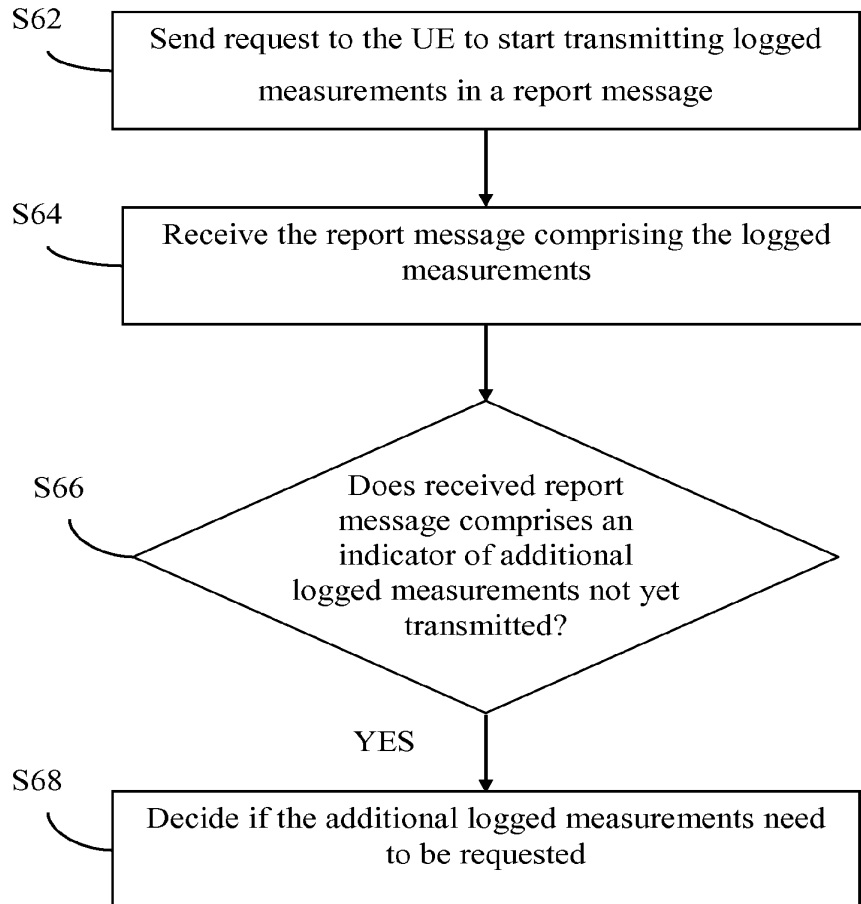 S62
Send request to the UE to start transmitting logged
measurements in a report message
S64
Receive the report message comprising the logged
measurements
S66
Does received report
message comprises an
indicator of additional
logged measurements not yet
transmitted?
YES
S68
Decide if the additional logged measurements need
to be requested